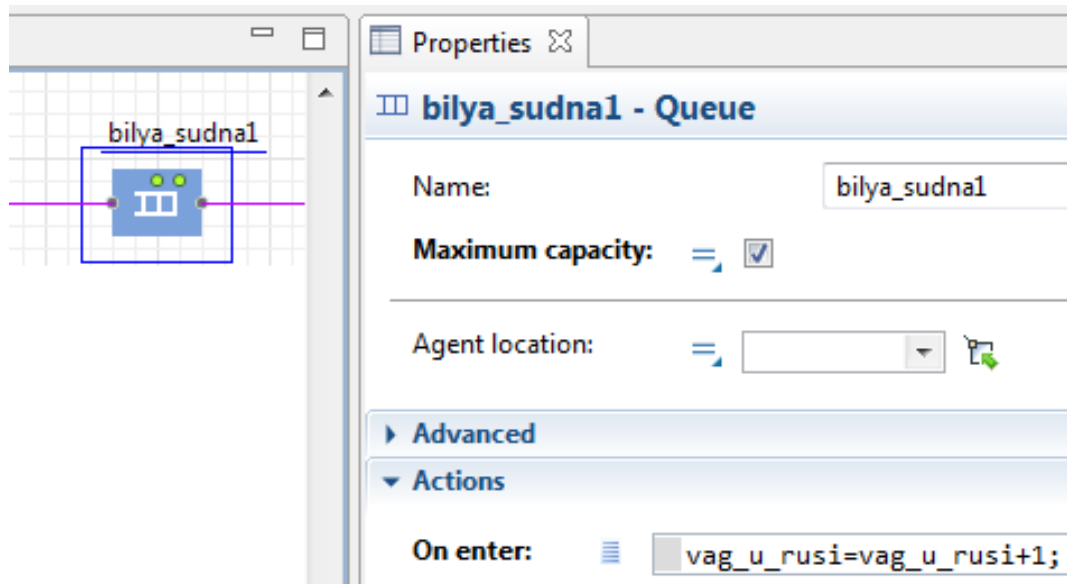 Properties
bilya_sudna1 - Queue
bilya_sudna1
Name:
bilya_sudna1
Maximum capacity:
Agent location:
Advanced
Actions
On enter:
vag_u_rusi=vag_u_rusi+1;